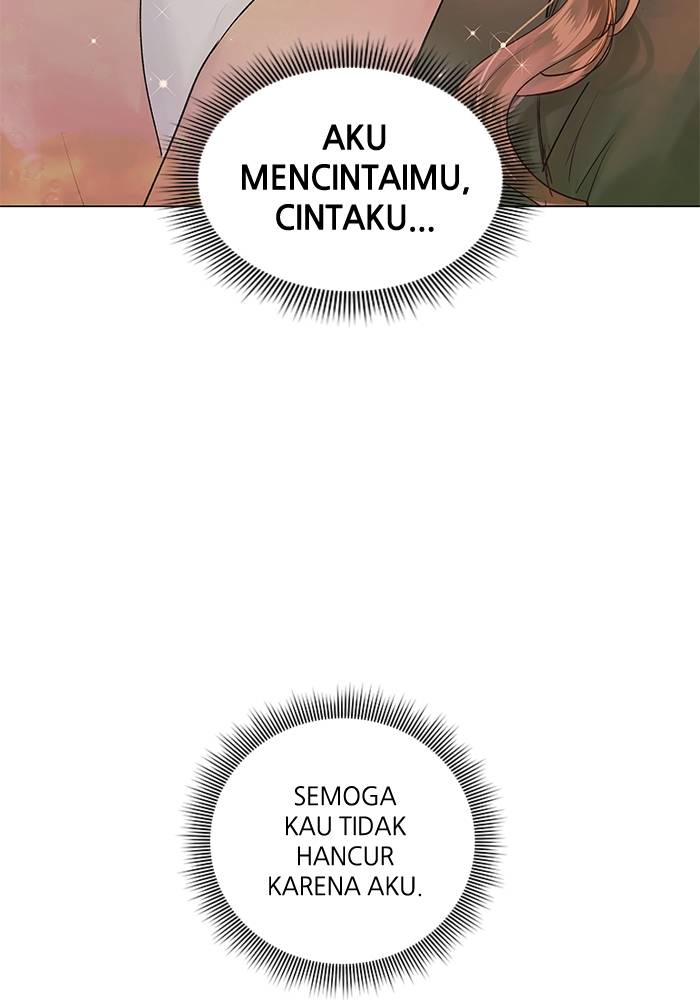 AKU
MENCINTAIMU,
CINTAKU...
SEMOGA
KAU TIDAK
HANCUR
KARENA AKU.